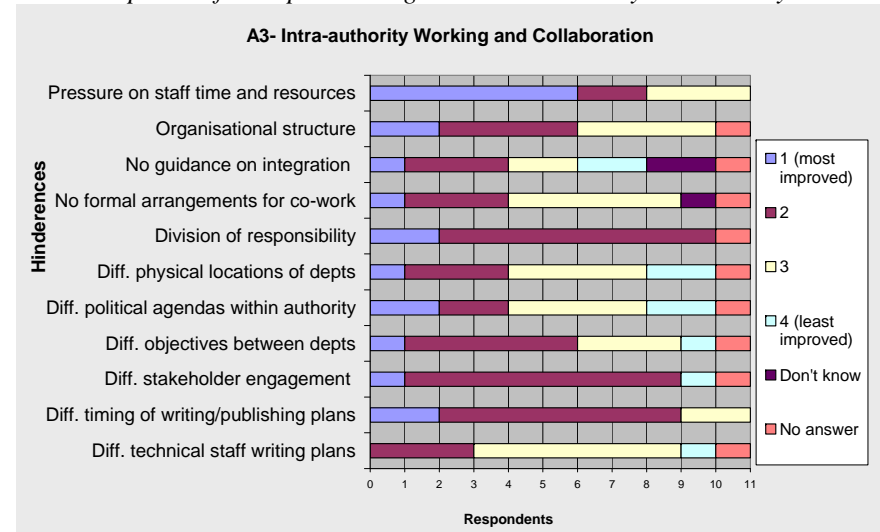 A3- Intra-authority Working and Collaboration
Hinderences
Pressure on staff time and resources
Organisational structure
No guidance on integration
No formal arrangements for co-work
Division of responsibility
Diff. physical locations of depts
Diff. political agendas within authority
Diff. objectives between depts
Diff. stakeholder engagement
Diff. timing of writing/publishing plans
Diff. technical staff writing plans
0 1 2 3 4 5 6 7 8 9 10 11
Respondents
1 (most
improved)
2
3
4 (least
improved)
Don't know
No answer